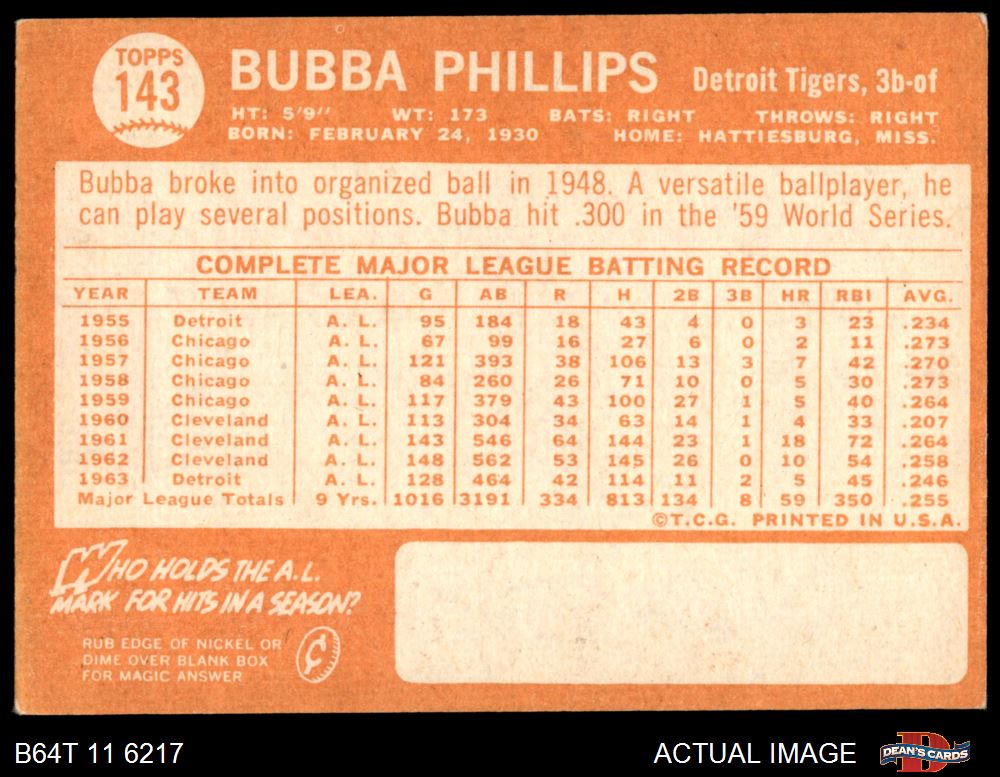 TOPPS
143
BUBBA PHILLIPS Detroit Tigers, 3b-of
HT: 5'9" WT: 173 BATS: RIGHT THROWS: RIGHT
BORN: FEBRUARY 24, 1930 HOME: HATTIESBURG, MISS.
Bubba broke into organized ball in 1948. A versatile ballplayer, he
can play several positions. Bubba hit .300 in the '59 World Series.
COMPLETE MAJOR LEAGUE BATTING RECORD
YEAR TEAM LEA. G AB R H 2B 3B HR RBI AVG.
1955 Detroit A. L. 95 184 18 43 4 0 3 23 .234
1956 Chicago A. L. 67 99 16 27 6 0 2 11 .273
1957 Chicago A. L. 121 393 38 106 13 3 7 42 .270
1958 Chicago A. L. 84 260 26 71 10 0 5 30 .273
1959 Chicago A. L. 117 379 43 100 27 1 5 40 .264
1960 Cleveland A. L. 113 304 34 63 14 1 4 33 .207
1961 Cleveland A. L. 143 546 64 144 23 1 18 72 .264
1962 Cleveland A. L. 148 562 53 145 26 0 10 54 .258
1963 Detroit A. L. 128 464 42 114 11 2 5 45 .246
Major League Totals 9 Yrs. 1016 3191 334 813 134 8 59 350 .255
©T.C.G. PRINTED IN U.S.A.
WHO HOLDS THE A.L.
MARK FOR HITS IN A SEASON?
RUB EDGE OF NICKEL OR
DIME OVER BLANK BOX
FOR MAGIC ANSWER
¢
B64T 11 6217 ACTUAL IMAGE D DEAN'S CARDS